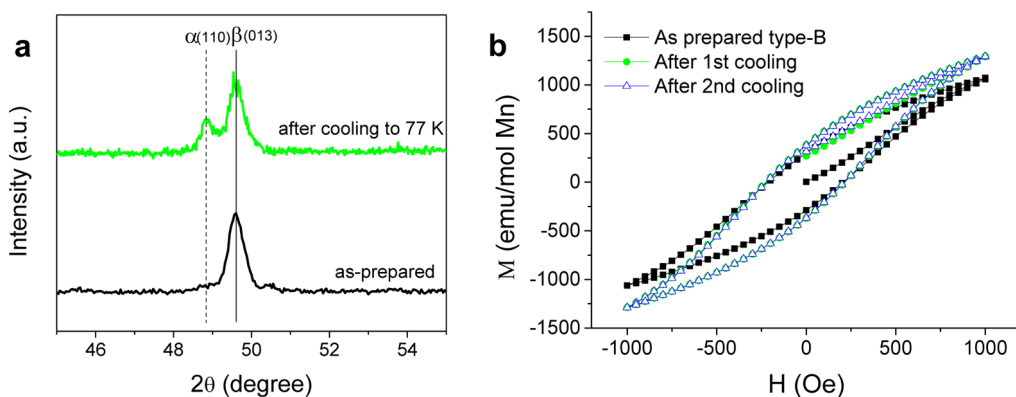 a
α(110)β(013)
after cooling to 77 K
as-prepared
Intensity (a.u.)
46 48 50 52 54
2θ (degree)
b
As prepared type-B
After 1st cooling
After 2nd cooling
1500
1000
500
0
-500
-1000
-1500
M (emu/mol Mn)
-1000 -500 0 500 1000
H (Oe)